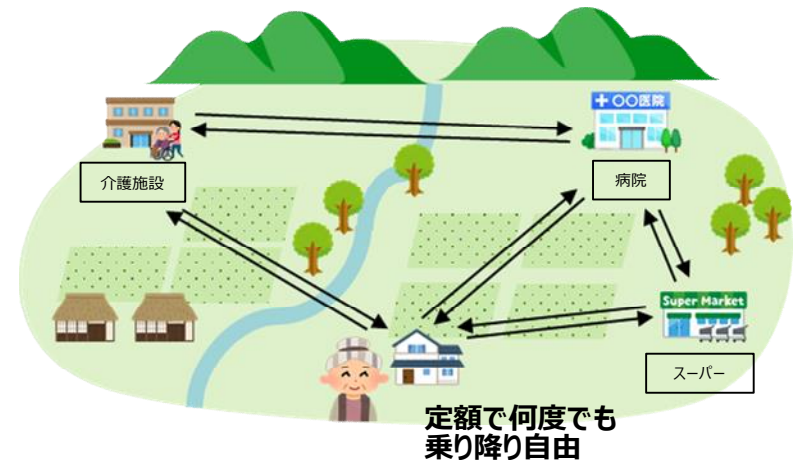 + 〇〇医院
介護施設
病院
Super Market
スーパー
定額で何度でも
乗り降り自由